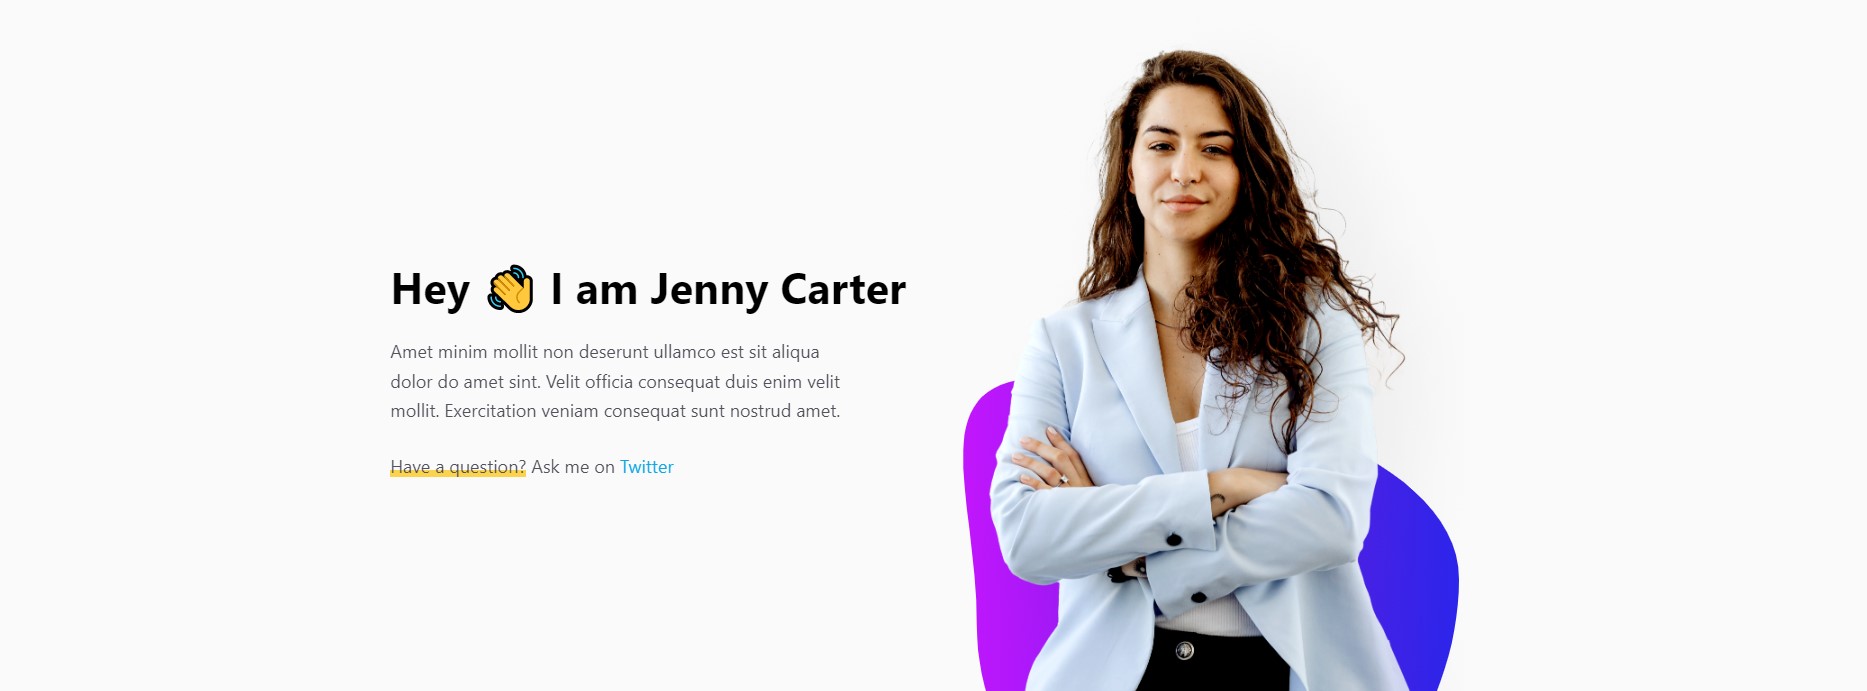 Hey 👋 I am Jenny Carter
Amet minim mollit non deserunt ullamco est sit aliqua
dolor do amet sint. Velit officia consequat duis enim velit
mollit. Exercitation veniam consequat sunt nostrud amet.
Have a question? Ask me on Twitter